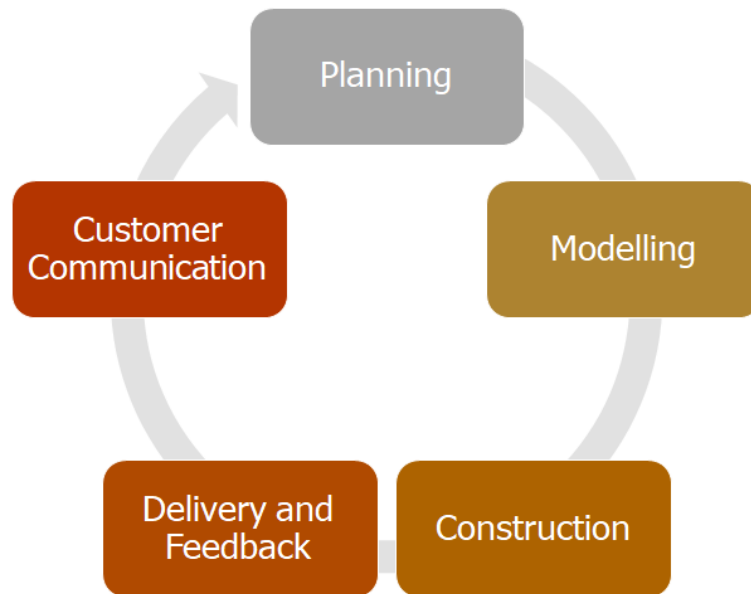 Planning
Modelling
Construction
Delivery and
Feedback
Customer
Communication